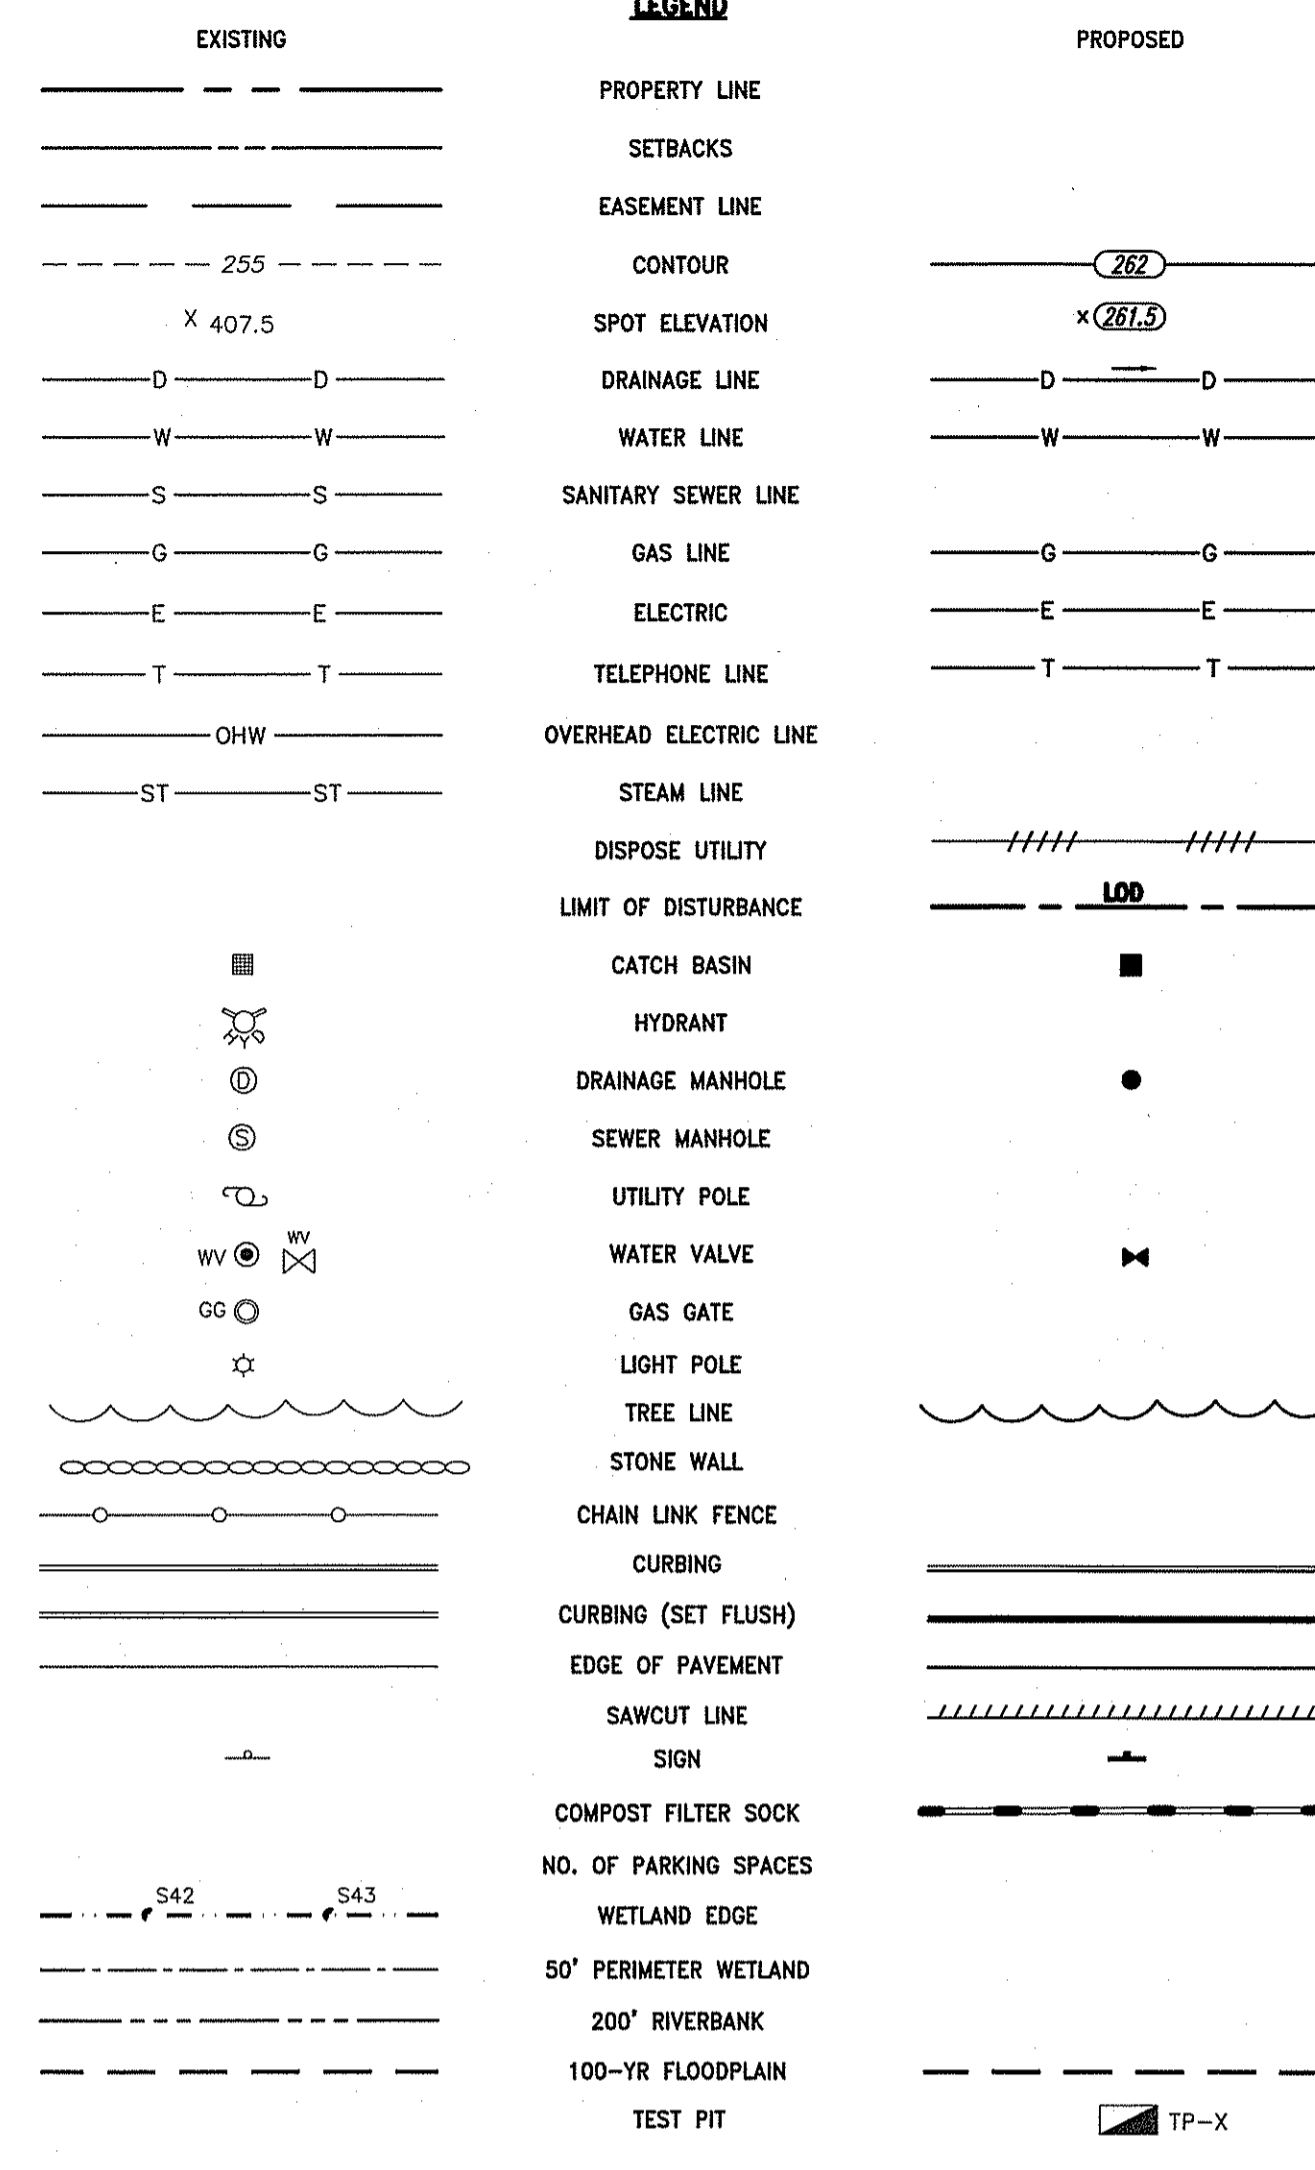 LEGEND
EXISTING PROPOSED
PROPERTY LINE
SETBACKS
EASEMENT LINE
255 CONTOUR 262
X 407.5 SPOT ELEVATION x 261.5
D D DRAINAGE LINE D D
W W WATER LINE W W
S S SANITARY SEWER LINE
G G GAS LINE G G
E E ELECTRIC E E
T T TELEPHONE LINE T T
OHW OVERHEAD ELECTRIC LINE
ST ST STEAM LINE
DISPOSE UTILITY
LIMIT OF DISTURBANCE LOD
CATCH BASIN
HYD HYDRANT
D DRAINAGE MANHOLE
S SEWER MANHOLE
UTILITY POLE
WV WV WATER VALVE
GG GAS GATE
LIGHT POLE
TREE LINE
STONE WALL
CHAIN LINK FENCE
CURBING
CURBING (SET FLUSH)
EDGE OF PAVEMENT
SAWCUT LINE
SIGN
COMPOST FILTER SOCK
NO. OF PARKING SPACES
S42 S43 WETLAND EDGE
50' PERIMETER WETLAND
200' RIVERBANK
100-YR FLOODPLAIN
TEST PIT TP-X